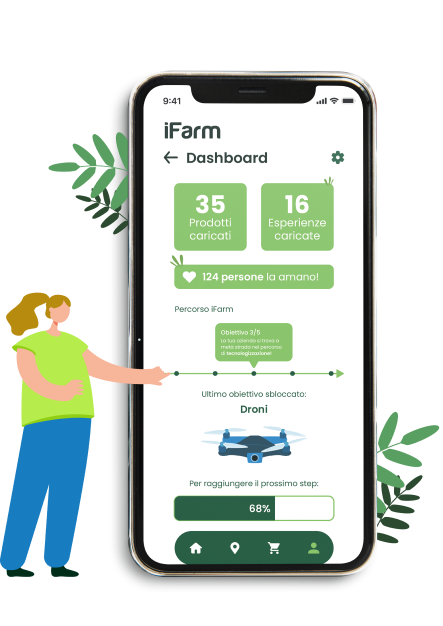 9:41
iFarm
Dashboard
35
Prodotti
caricati
16
Esperienze
caricate
124 persone la amano!
Percorso iFarm
Obiettivo 3/5
La tua azienda si trova a
metà strada nel percorso
di tecnologizzazione!
Ultimo obiettivo sbloccato:
Droni
Per raggiungere il prossimo step:
68%